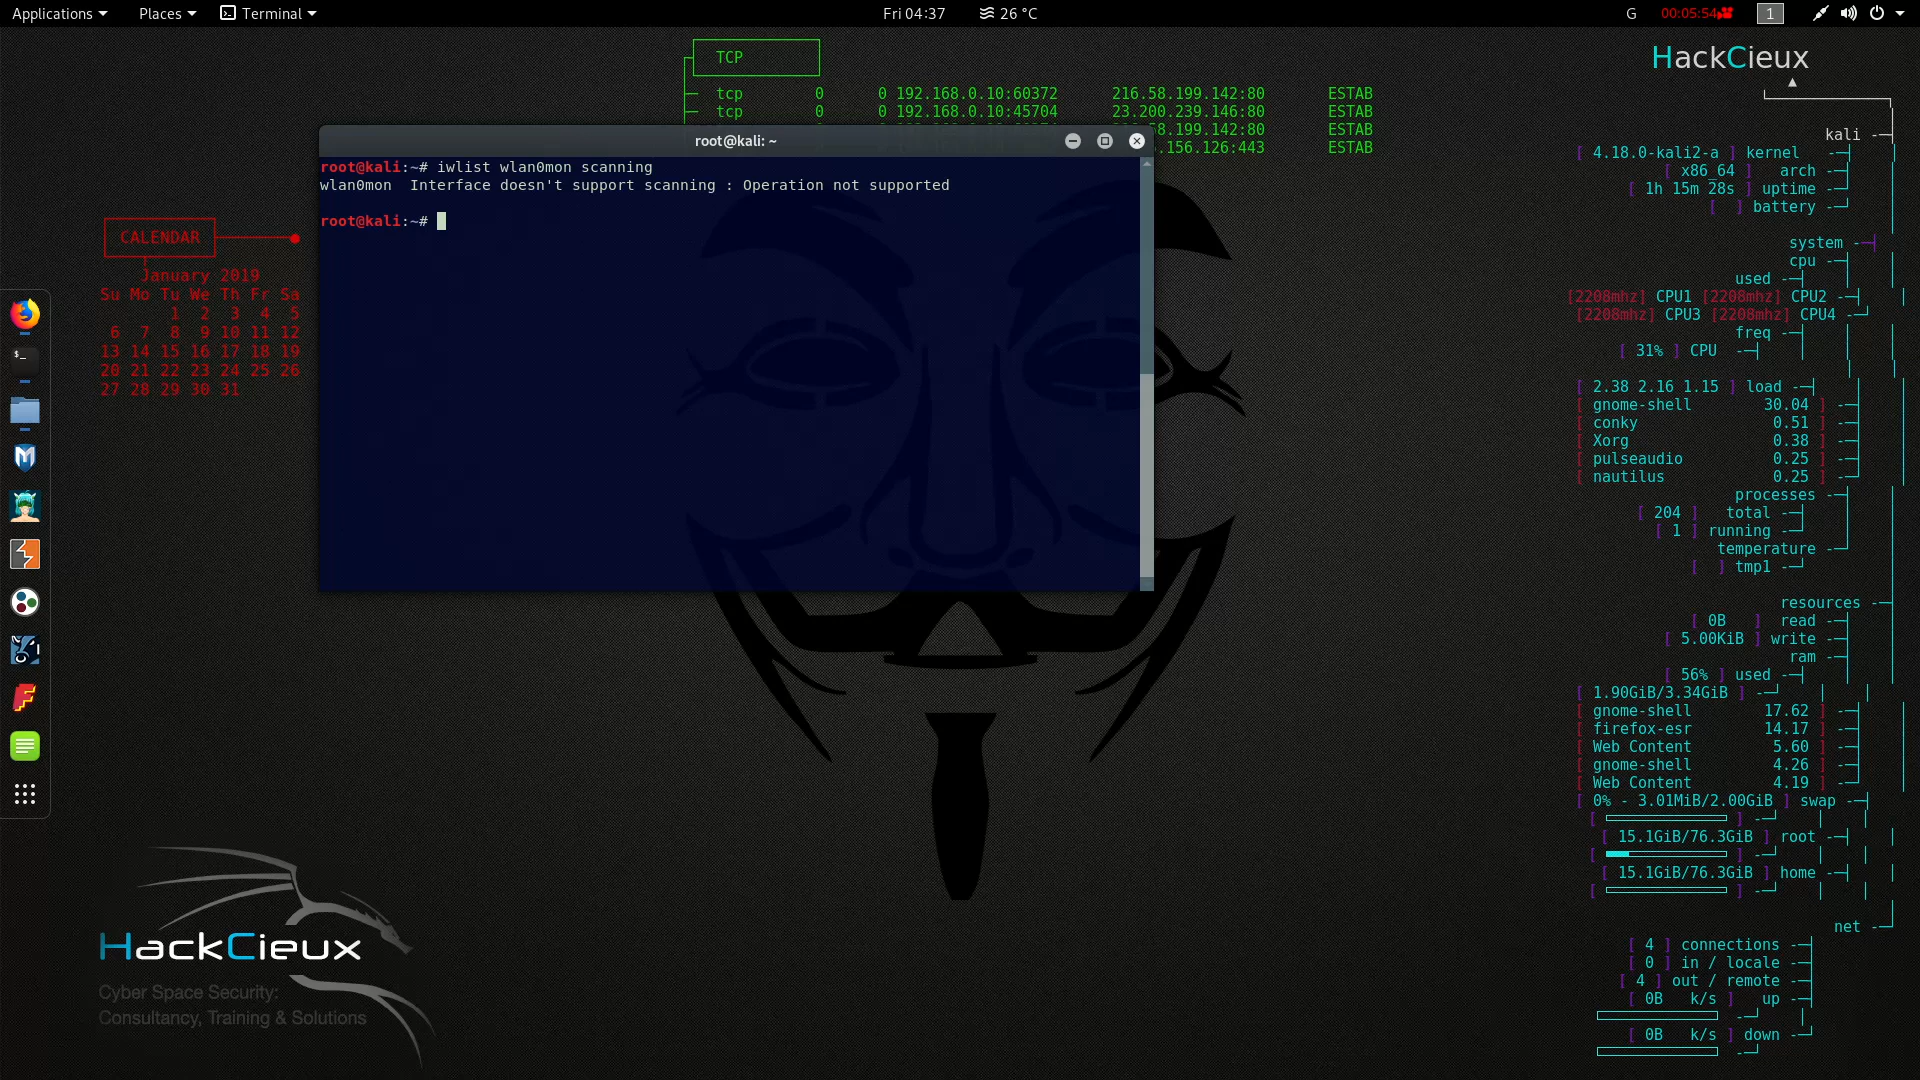 Applications Places Terminal Fri 04:37 26 °C G 00:05:54 1
TCP
tcp 0 0 192.168.0.10:60372 216.58.199.142:80 ESTAB
tcp 0 0 192.168.0.10:45704 23.200.239.146:80 ESTAB
58.199.142:80 ESTAB
.156.126:443 ESTAB
root@kali: ~
root@kali:~# iwlist wlan0mon scanning
wlan0mon  Interface doesn't support scanning : Operation not supported
root@kali:~#
CALENDAR
January 2019
Su Mo Tu We Th Fr Sa
1 2 3 4 5
6 7 8 9 10 11 12
13 14 15 16 17 18 19
20 21 22 23 24 25 26
27 28 29 30 31
HackCieux
Cyber Space Security:
Consultancy, Training & Solutions
HackCieux
kali
[ 4.18.0-kali2-a ] kernel
[ x86_64 ] arch
[ 1h 15m 28s ] uptime
[ ] battery
system
cpu
used
[2208mhz] CPU1 [2208mhz] CPU2
[2208mhz] CPU3 [2208mhz] CPU4
freq
[ 31% ] CPU
[ 2.38 2.16 1.15 ] load
[ gnome-shell 30.04 ]
[ conky 0.51 ]
[ Xorg 0.38 ]
[ pulseaudio 0.25 ]
[ nautilus 0.25 ]
processes
[ 204 ] total
[ 1 ] running
temperature
[ ] tmp1
resources
[ 0B ] read
[ 5.00KiB ] write
ram
[ 56% ] used
[ 1.90GiB/3.34GiB ]
[ gnome-shell 17.62 ]
[ firefox-esr 14.17 ]
[ Web Content 5.60 ]
[ gnome-shell 4.26 ]
[ Web Content 4.19 ]
[ 0% - 3.01MiB/2.00GiB ] swap
[ ]
[ 15.1GiB/76.3GiB ] root
[ ]
[ 15.1GiB/76.3GiB ] home
[ ]
net
[ 4 ] connections
[ 0 ] in / locale
[ 4 ] out / remote
[ 0B k/s ] up
[ 0B k/s ] down